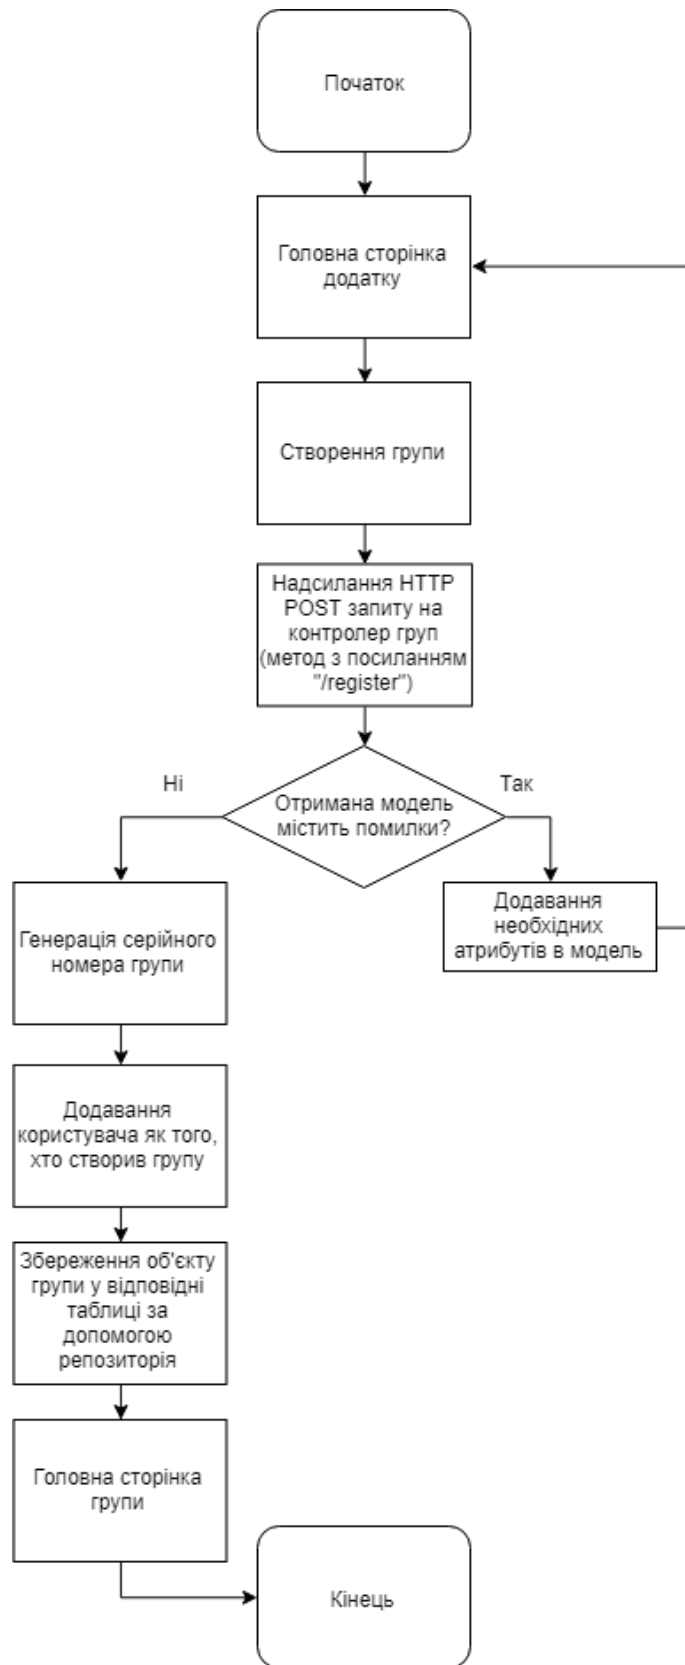 Початок
Головна сторінка
додатку
Створення групи
Надсилання HTTP
POST запиту на
контролер груп
(метод з посиланням
"/register")
Ні
Так
Отримана модель
містить помилки?
Генерація серійного
номера групи
Додавання
необхідних
атрибутів в модель
Додавання
користувача як того,
хто створив групу
Збереження об'єкту
групи у відповідні
таблиці за
допомогою
репозиторія
Головна сторінка
групи
Кінець